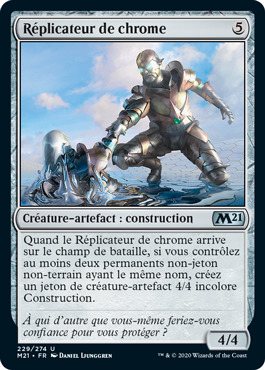 Réplicateur de chrome 5
Créature-artefact : construction M21
Quand le Réplicateur de chrome arrive
sur le champ de bataille, si vous contrôlez
au moins deux permanents non-jeton
non-terrain ayant le même nom, créez
un jeton de créature-artefact 4/4 incolore
Construction.
À qui d'autre que vous-même feriez-vous
confiance pour vous protéger ?
4/4
229/274 U
M21 • FR Daniel Ljunggren
™ & © 2020 Wizards of the Coast